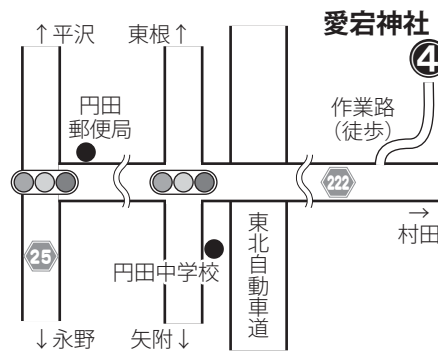 愛宕神社
4
↑平沢
東根↑
円田
郵便局
作業路
(徒歩)
222
→
村田
25
円田中学校
東北自動車道
↓永野
矢附↓